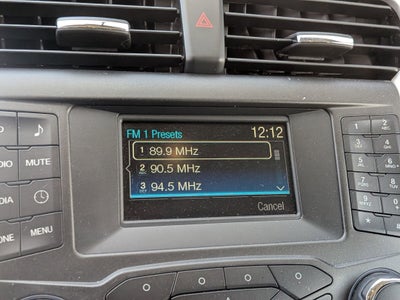 FM 1 Presets 12:12
1 89.9 MHz
2 90.5 MHz
3 94.5 MHz
Cancel
MUTE
MENU